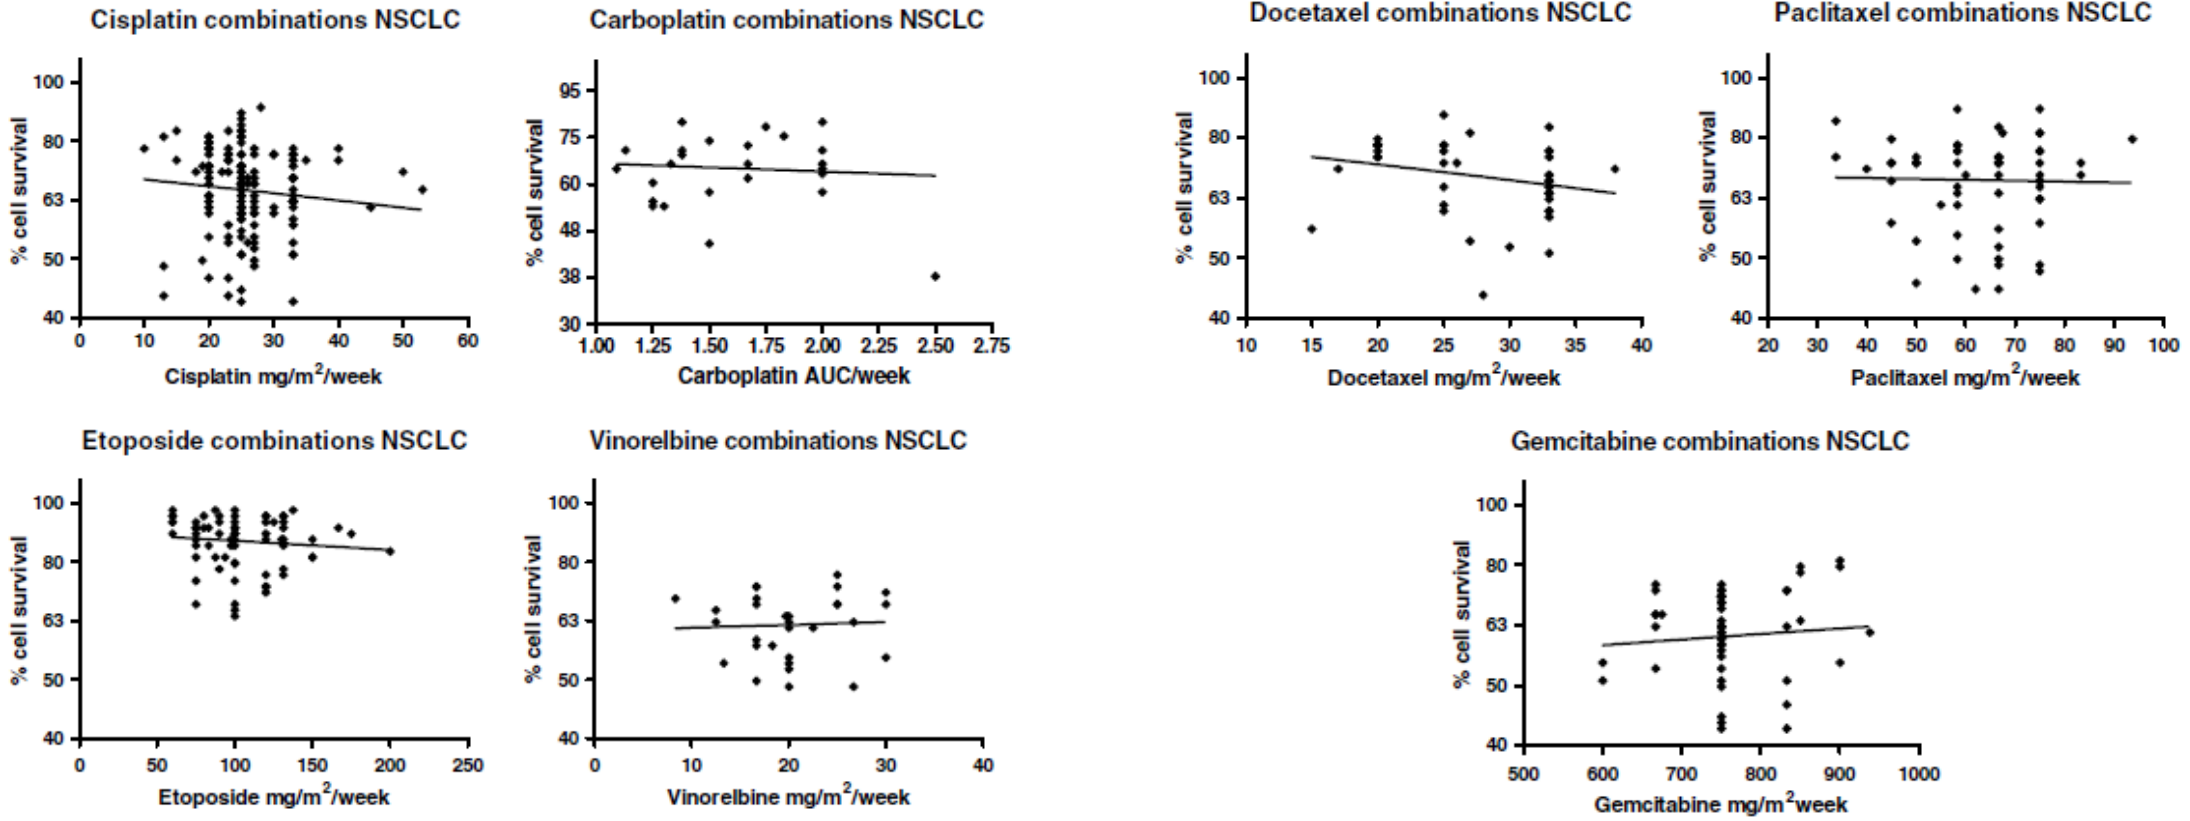 Cisplatin combinations NSCLC
% cell survival
100
80
63
50
40
0 10 20 30 40 50 60
Cisplatin mg/m²/week
Carboplatin combinations NSCLC
% cell survival
95
75
60
48
38
30
1.00 1.25 1.50 1.75 2.00 2.25 2.50 2.75
Carboplatin AUC/week
Docetaxel combinations NSCLC
% cell survival
100
80
63
50
40
10 15 20 25 30 35 40
Docetaxel mg/m²/week
Paclitaxel combinations NSCLC
% cell survival
100
80
63
50
40
20 30 40 50 60 70 80 90 100
Paclitaxel mg/m²/week
Etoposide combinations NSCLC
% cell survival
100
80
63
50
40
0 50 100 150 200 250
Etoposide mg/m²/week
Vinorelbine combinations NSCLC
% cell survival
100
80
63
50
40
0 10 20 30 40
Vinorelbine mg/m²/week
Gemcitabine combinations NSCLC
% cell survival
100
80
63
50
40
500 600 700 800 900 1000
Gemcitabine mg/m²week